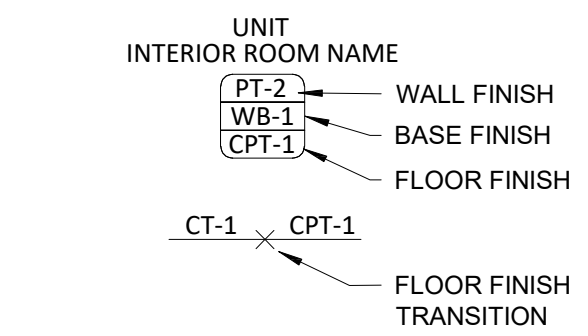 UNIT
INTERIOR ROOM NAME
PT-2
WALL FINISH
WB-1
BASE FINISH
CPT-1
FLOOR FINISH
CT-1 CPT-1
FLOOR FINISH
TRANSITION